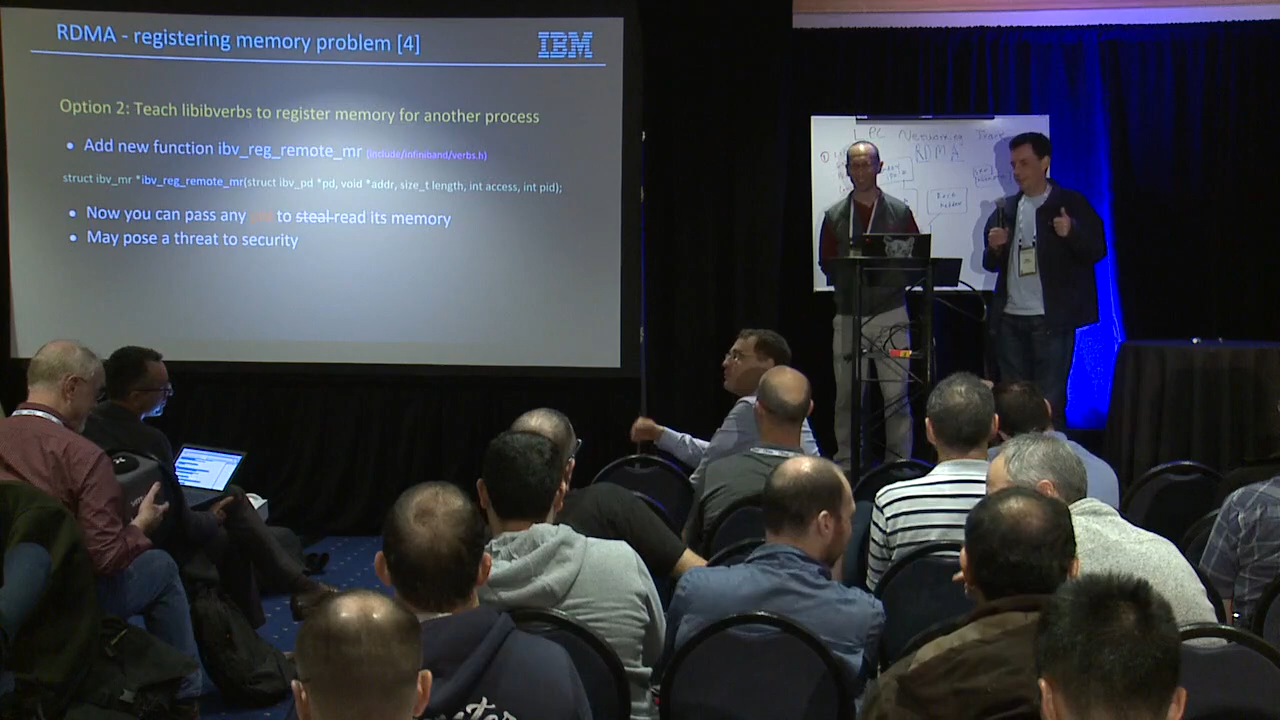 RDMA - registering memory problem [4]
IBM
Option 2: Teach libibverbs to register memory for another process
• Add new function ibv_reg_remote_mr (include/infiniband/verbs.h)
struct ibv_mr *ibv_reg_remote_mr(struct ibv_pd *pd, void *addr, size_t length, int access, int pid);
• Now you can pass any pid to steal read its memory
• May pose a threat to security
PC Network
RDMA